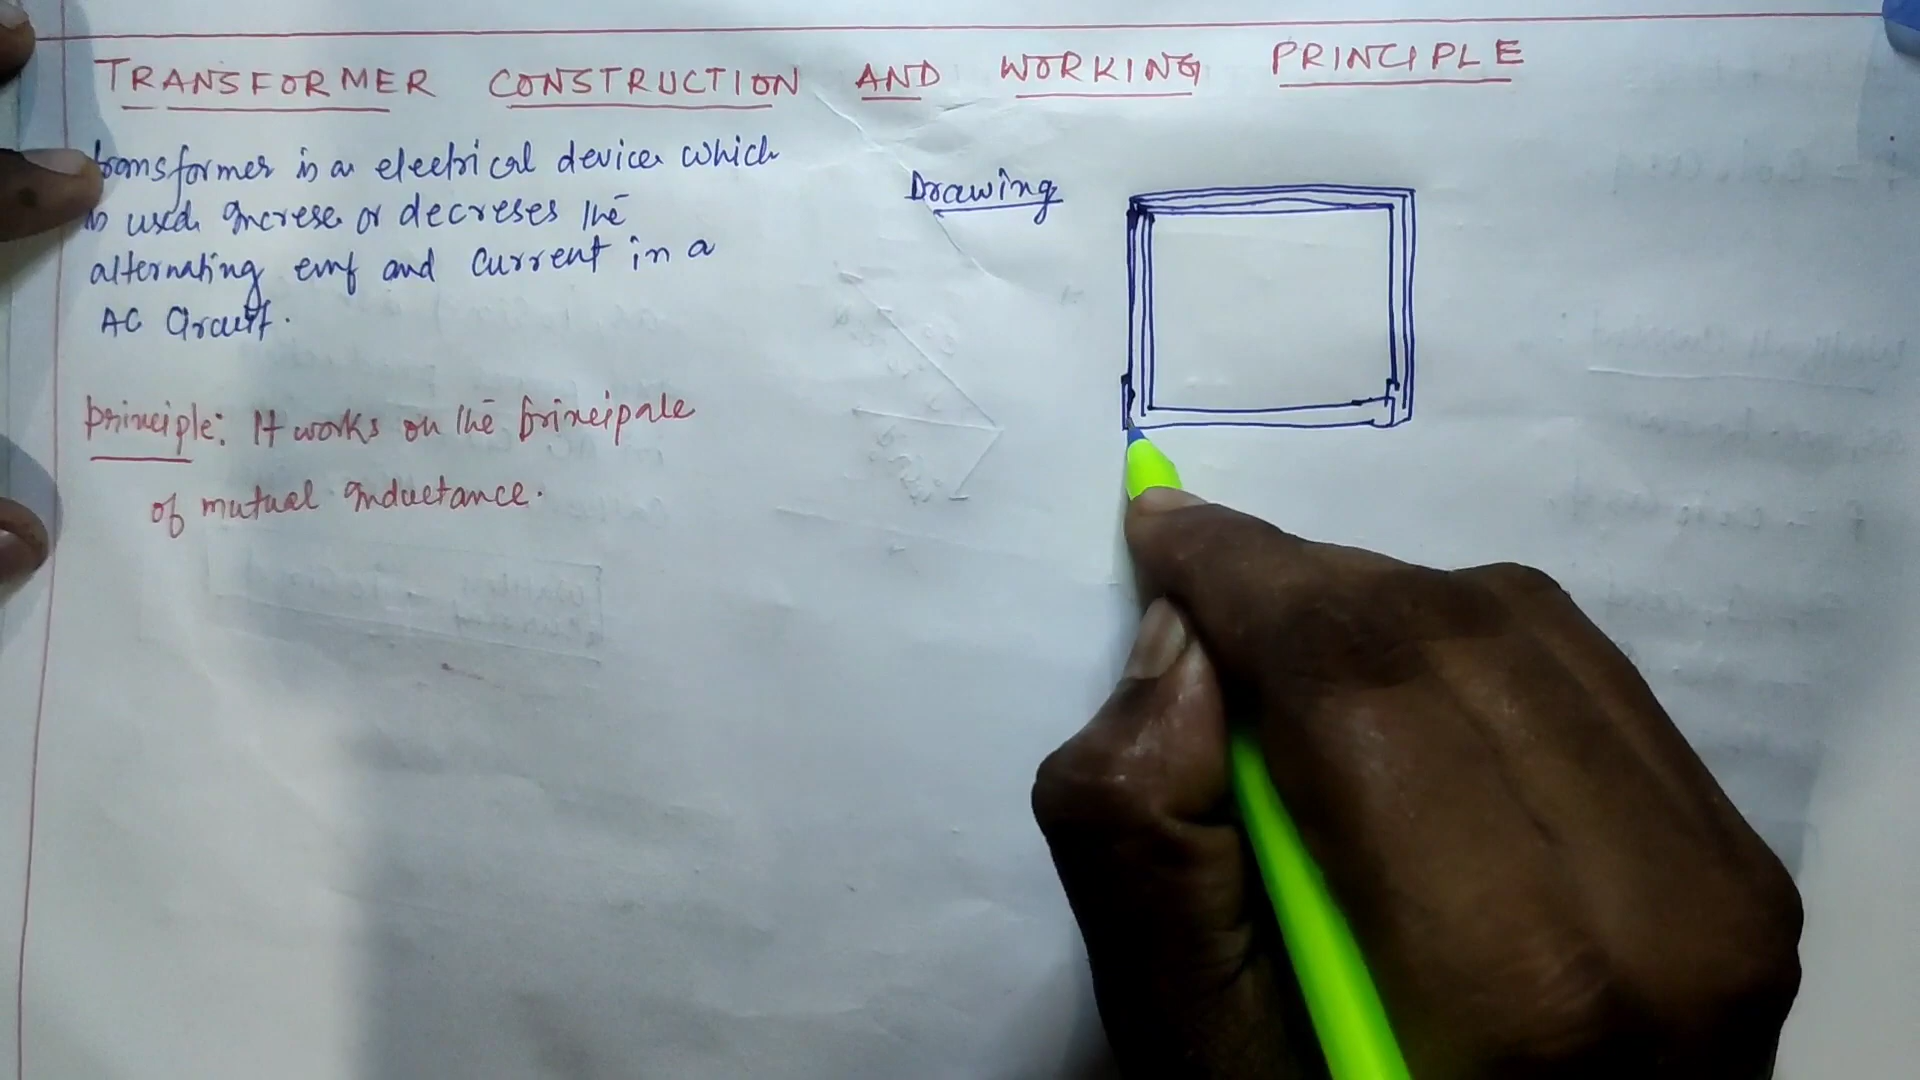 TRANSFORMER CONSTRUCTION AND WORKING PRINCIPLE
transformer is a electrical device which
is used increse or decreses the
alternating emf and current in a
AC Circuit.
Drawing
principle: It works on the principale
of mutual inductance.